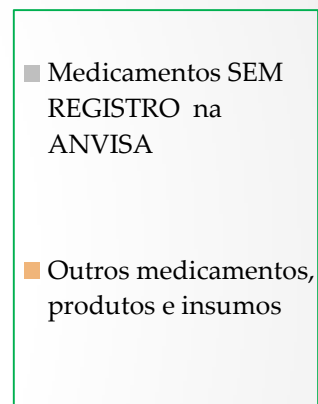 Medicamentos SEM
REGISTRO na
ANVISA
Outros medicamentos,
produtos e insumos